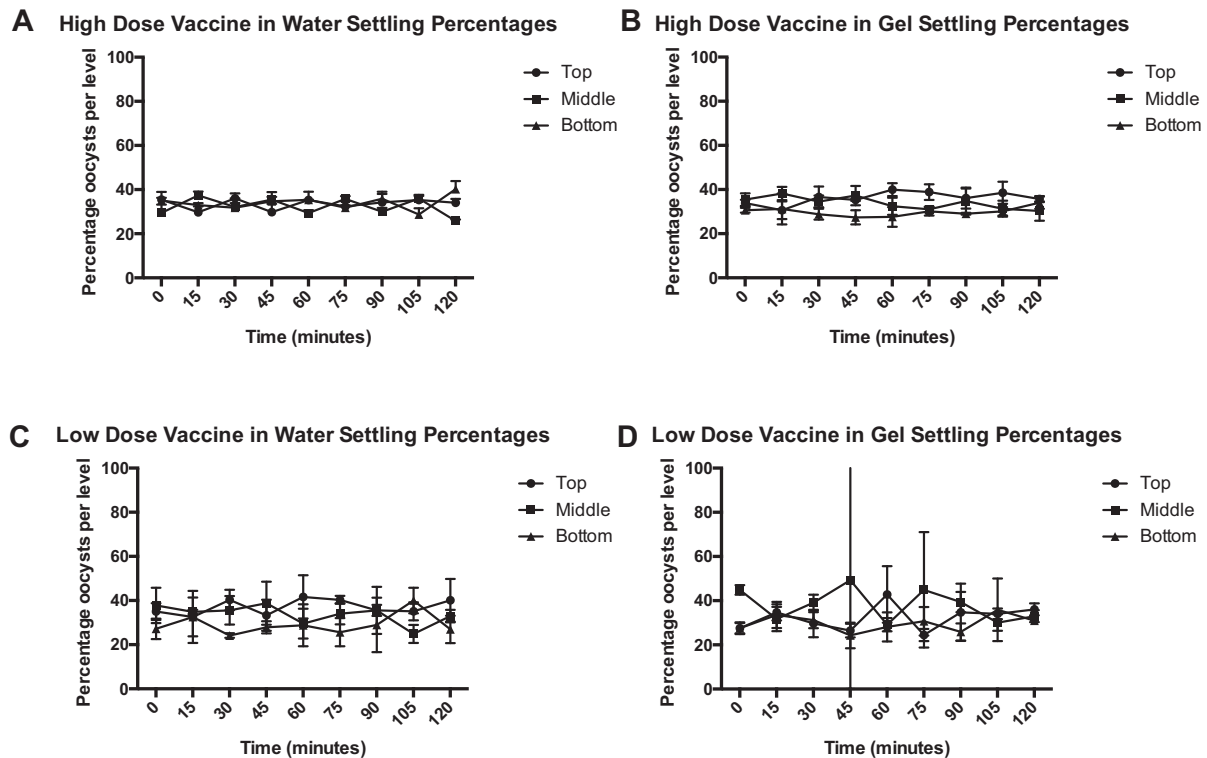 A High Dose Vaccine in Water Settling Percentages
Percentage oocysts per level
100
80
60
40
20
0
0 15 30 45 60 75 90 105 120
Time (minutes)
Top
Middle
Bottom
B High Dose Vaccine in Gel Settling Percentages
Percentage oocysts per level
100
80
60
40
20
0
0 15 30 45 60 75 90 105 120
Time (minutes)
Top
Middle
Bottom
C Low Dose Vaccine in Water Settling Percentages
Percentage oocysts per level
100
80
60
40
20
0
0 15 30 45 60 75 90 105 120
Time (minutes)
Top
Middle
Bottom
D Low Dose Vaccine in Gel Settling Percentages
Percentage oocysts per level
100
80
60
40
20
0
0 15 30 45 60 75 90 105 120
Time (minutes)
Top
Middle
Bottom